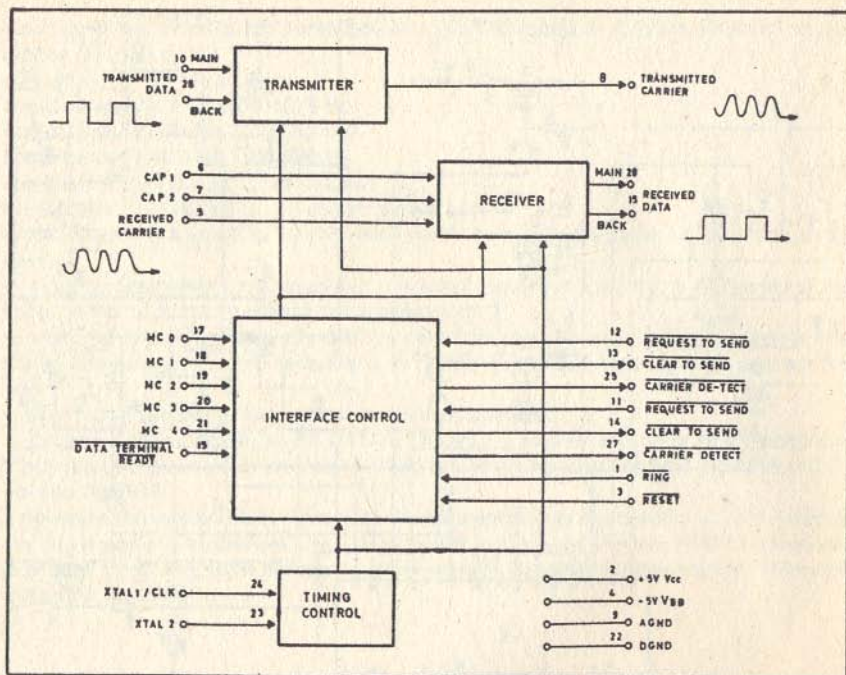 10 MAIN
TRANSMITTED
DATA
28
BACK
TRANSMITTER
8
TRANSMITTED
CARRIER
CAP 1
6
CAP 2
7
RECEIVED
CARRIER
5
RECEIVER
MAIN 28
15
RECEIVED
DATA
BACK
MC 0
17
MC 1
18
MC 2
19
MC 3
20
MC 4
21
DATA TERMINAL
READY
15
INTERFACE CONTROL
12
REQUEST TO SEND
13
CLEAR TO SEND
25
CARRIER DE-TECT
11
REQUEST TO SEND
14
CLEAR TO SEND
27
CARRIER DETECT
RING
3
RESET
XTAL1/CLK
24
XTAL 2
23
TIMING
CONTROL
2
+5V Vcc
4
-5V VBB
9
AGND
22
DGND